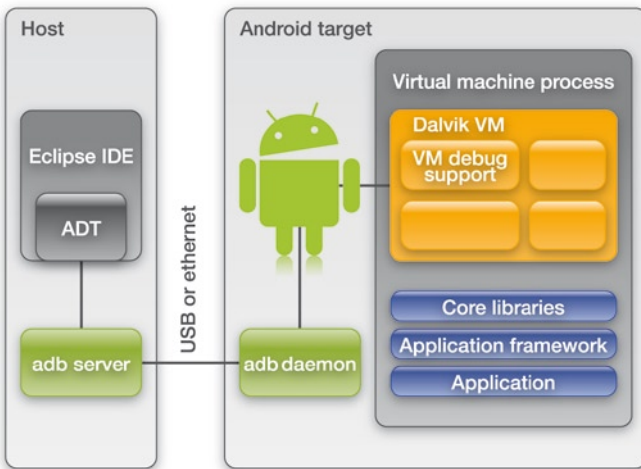 Host
Eclipse IDE
ADT
adb server
USB or ethernet
Android target
adb daemon
Virtual machine process
Dalvik VM
VM debug
support
Core libraries
Application framework
Application